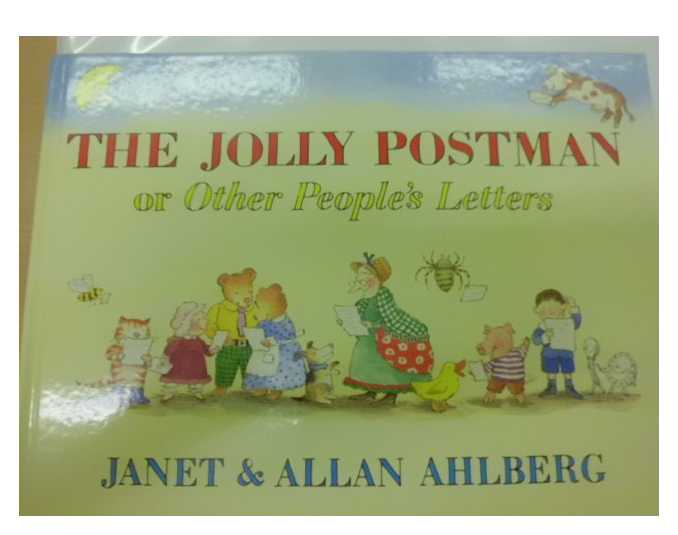 THE JOLLY POSTMAN
or Other People's Letters
JANET & ALLAN AHLBERG